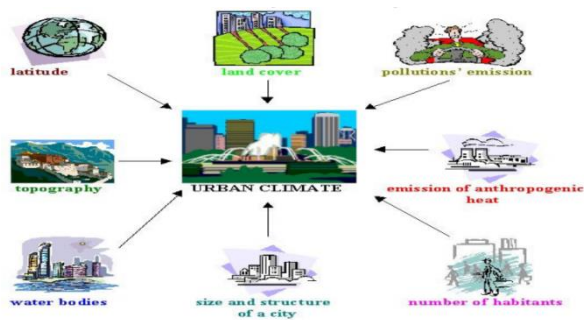 latitude
land cover
pollutions' emission
topography
URBAN CLIMATE
emission of anthropogenic
heat
water bodies
size and structure
of a city
number of habitants